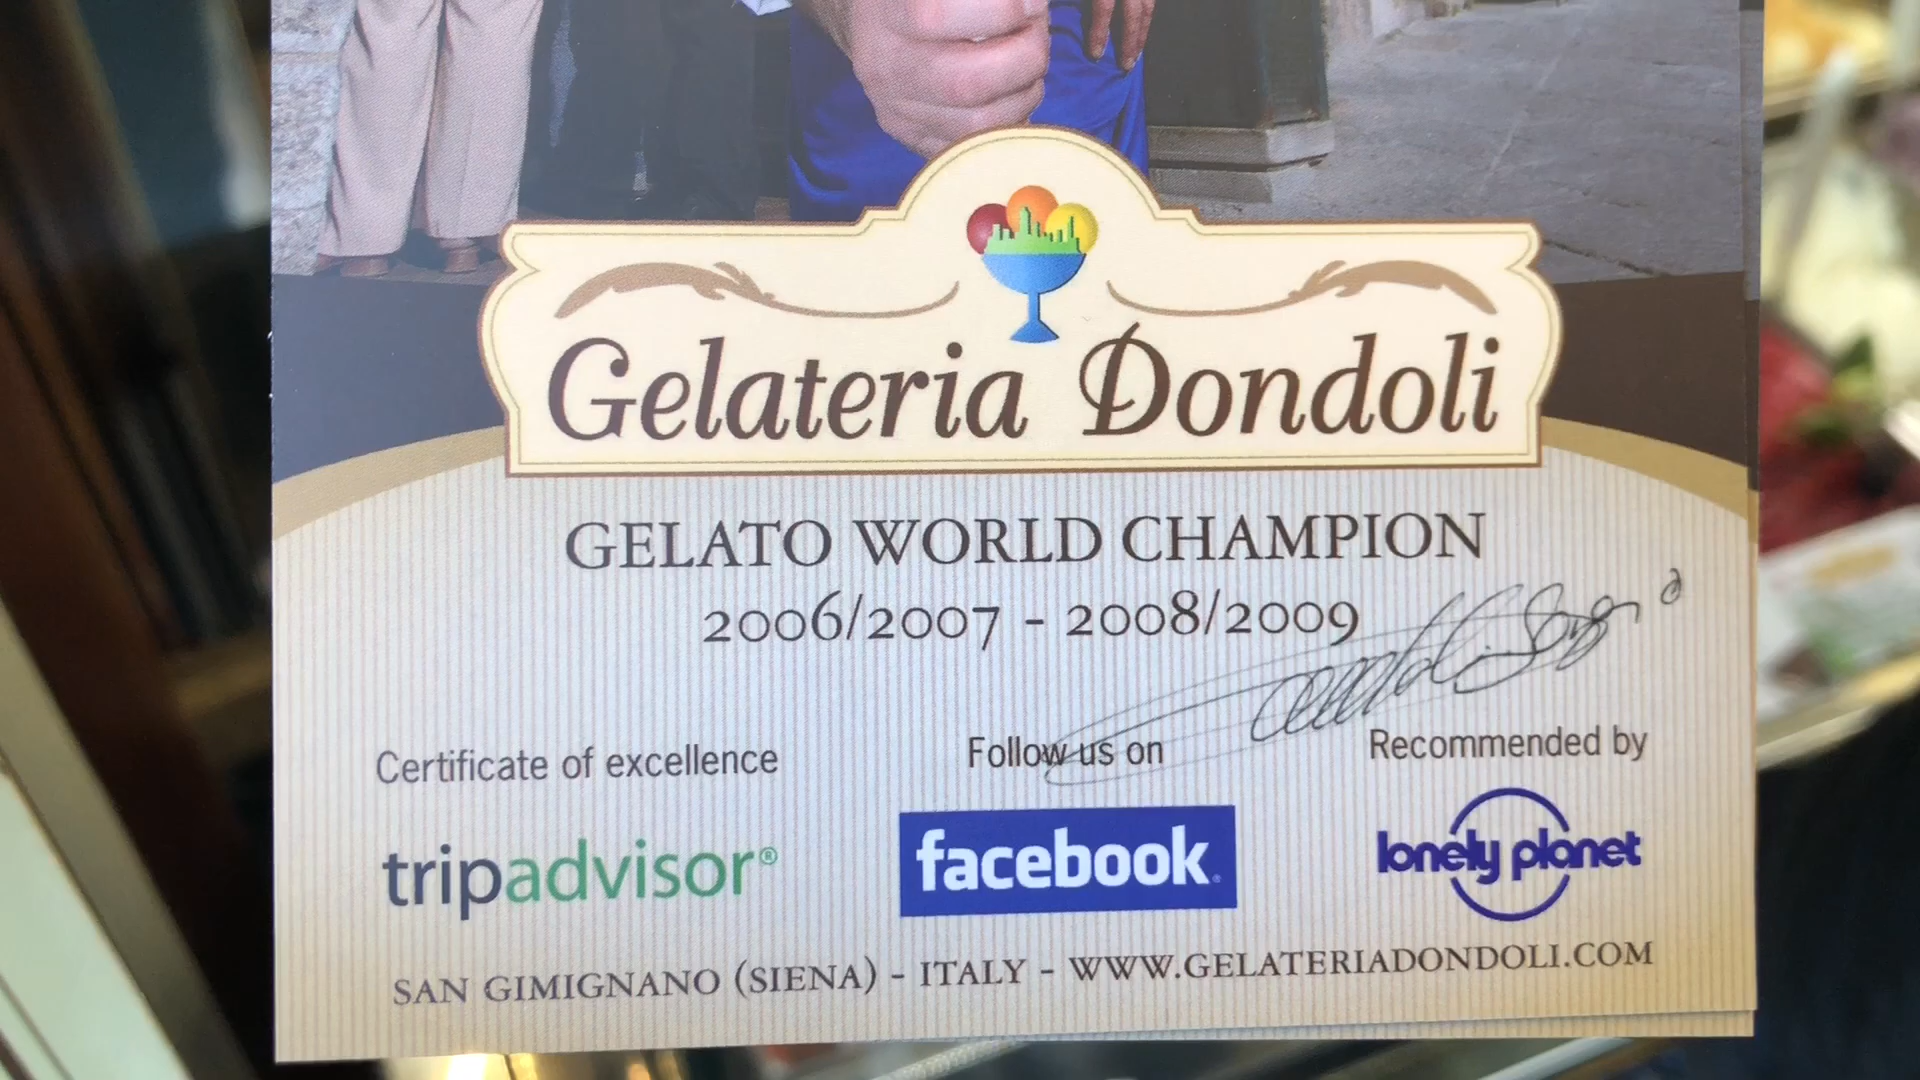 Gelateria Dondoli
GELATO WORLD CHAMPION
2006/2007 - 2008/2009
Certificate of excellence
Follow us on
Recommended by
tripadvisor®
facebook
lonely planet
SAN GIMIGNANO (SIENA) - ITALY - WWW.GELATERIADONDOLI.COM